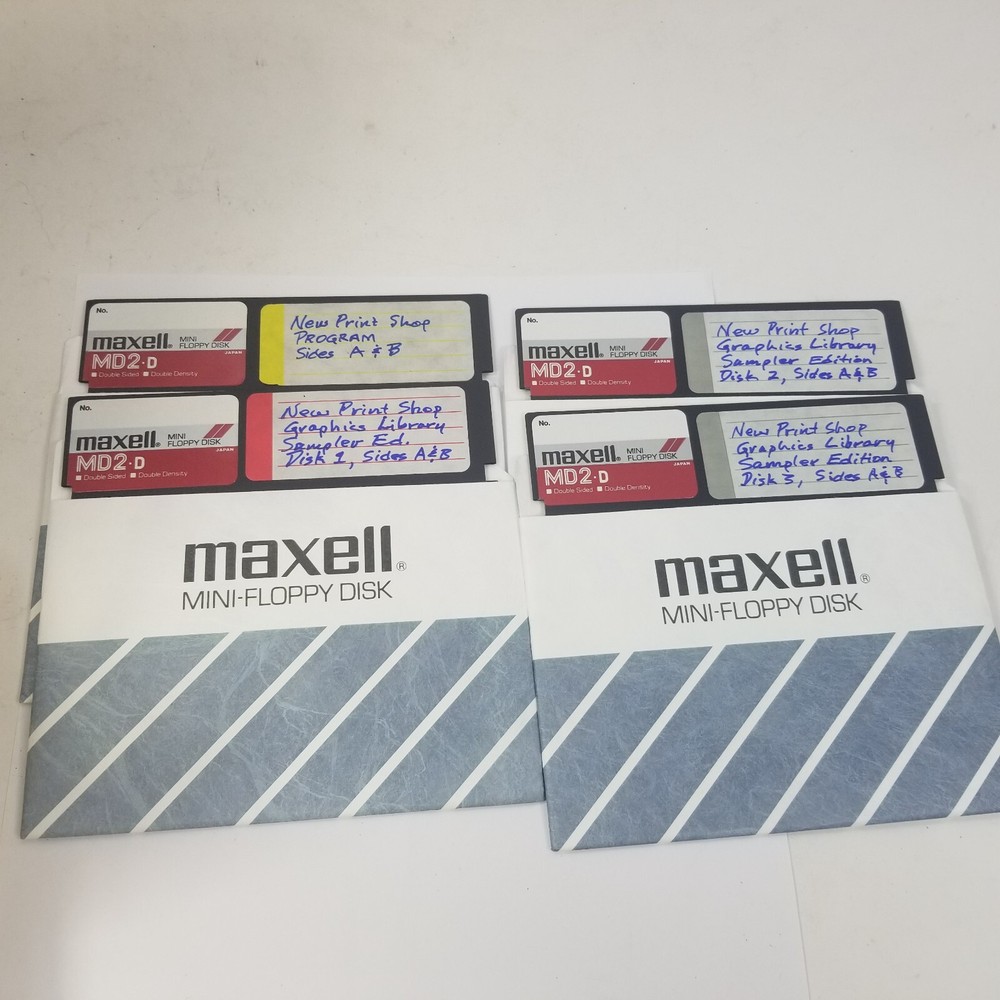 No.
maxell®
MINI
FLOPPY DISK
JAPAN
MD2-D
Double Sided Double Density
New Print Shop
PROGRAM
Sides A & B
No.
maxell®
MINI
FLOPPY DISK
JAPAN
MD2-D
Double Sided Double Density
New Print Shop
Graphics Library
Sampler Ed.
Disk 1, Sides A & B
maxell®
MINI-FLOPPY DISK
No.
maxell®
MINI
FLOPPY DISK
JAPAN
MD2-D
Double Sided Double Density
New Print Shop
Graphics Library
Sampler Edition
Disk 2, Sides A & B
No.
maxell®
MINI
FLOPPY DISK
JAPAN
MD2-D
Double Sided Double Density
New Print Shop
Graphics Library
Sampler Edition
Disk 3, Sides A & B
maxell®
MINI-FLOPPY DISK